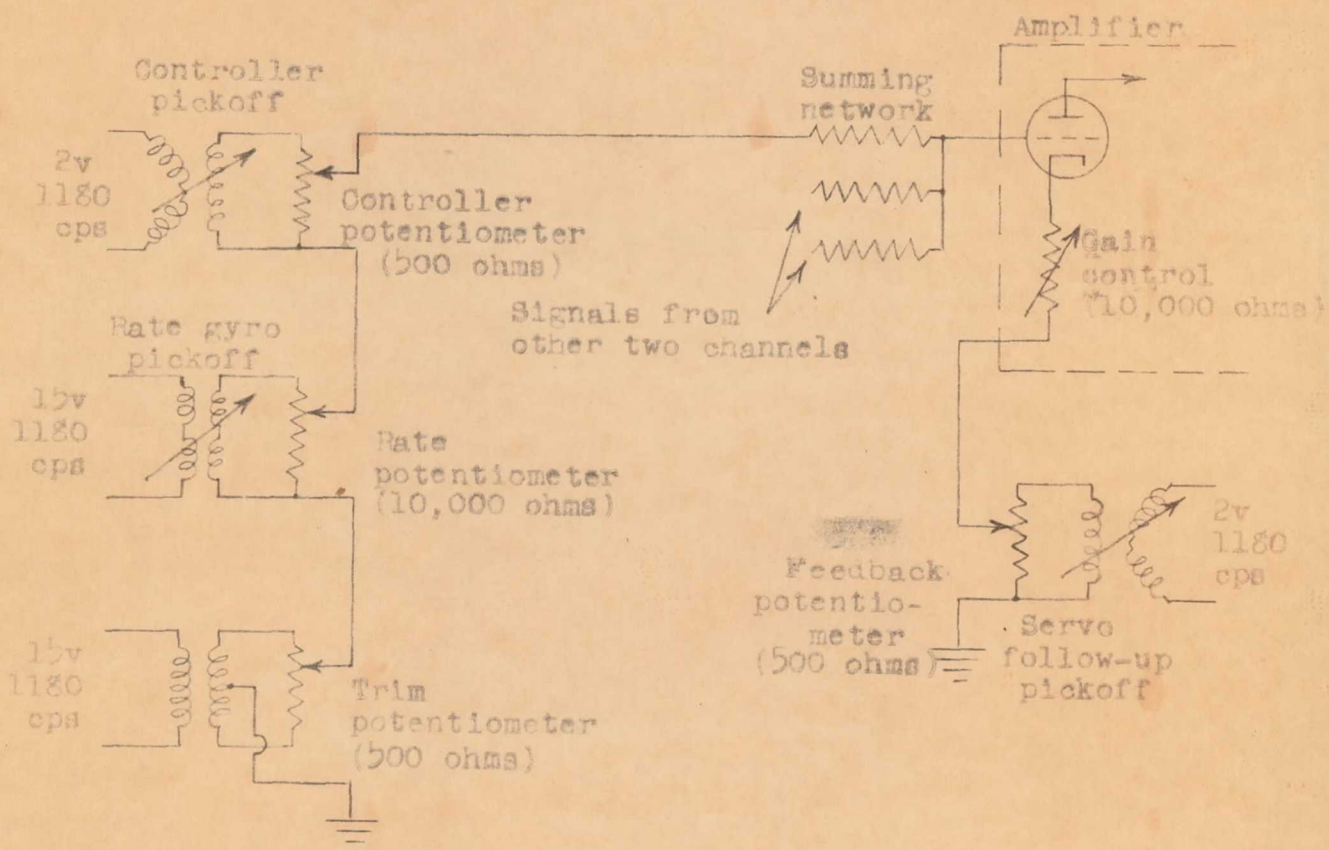 Amplifier
Controller
pickoff
Summing
network
2v
1180
cps
Controller
potentiometer
(500 ohms)
Gain
control
(10,000 ohms)
Signals from
other two channels
Rate gyro
pickoff
15v
1180
cps
Rate
potentiometer
(10,000 ohms)
2v
1180
cps
Feedback
potentio-
meter
(500 ohms)
Servo
follow-up
pickoff
15v
1180
cps
Trim
potentiometer
(500 ohms)